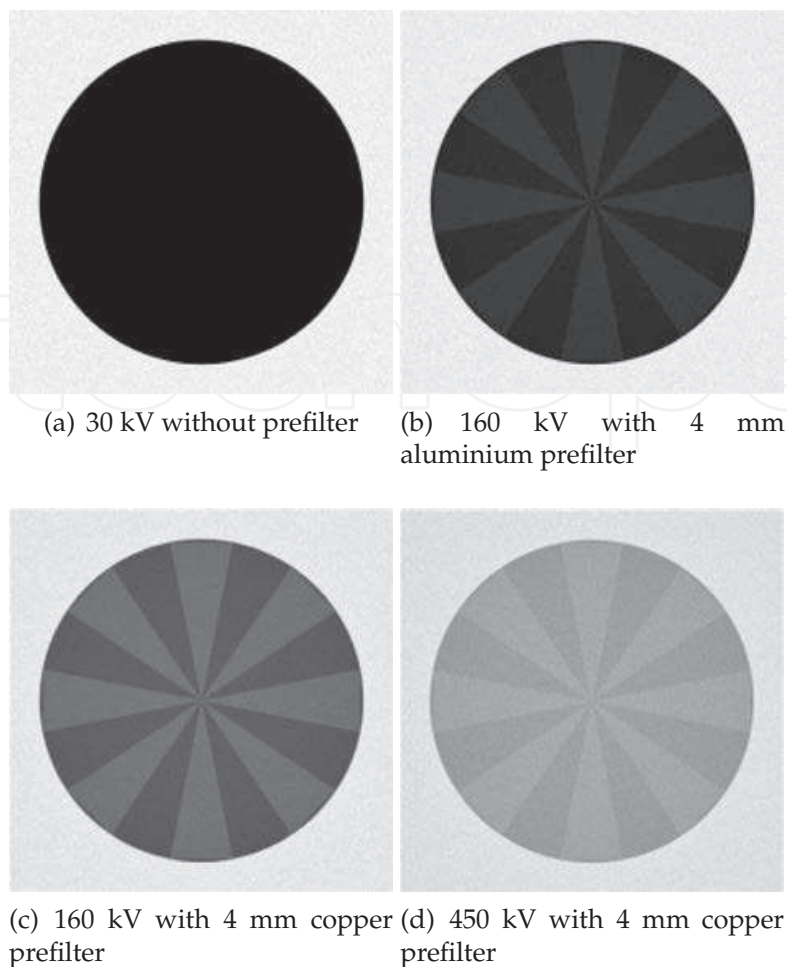 (a) 30 kV without prefilter
(b) 160 kV with 4 mm
aluminium prefilter
(c) 160 kV with 4 mm copper
prefilter
(d) 450 kV with 4 mm copper
prefilter